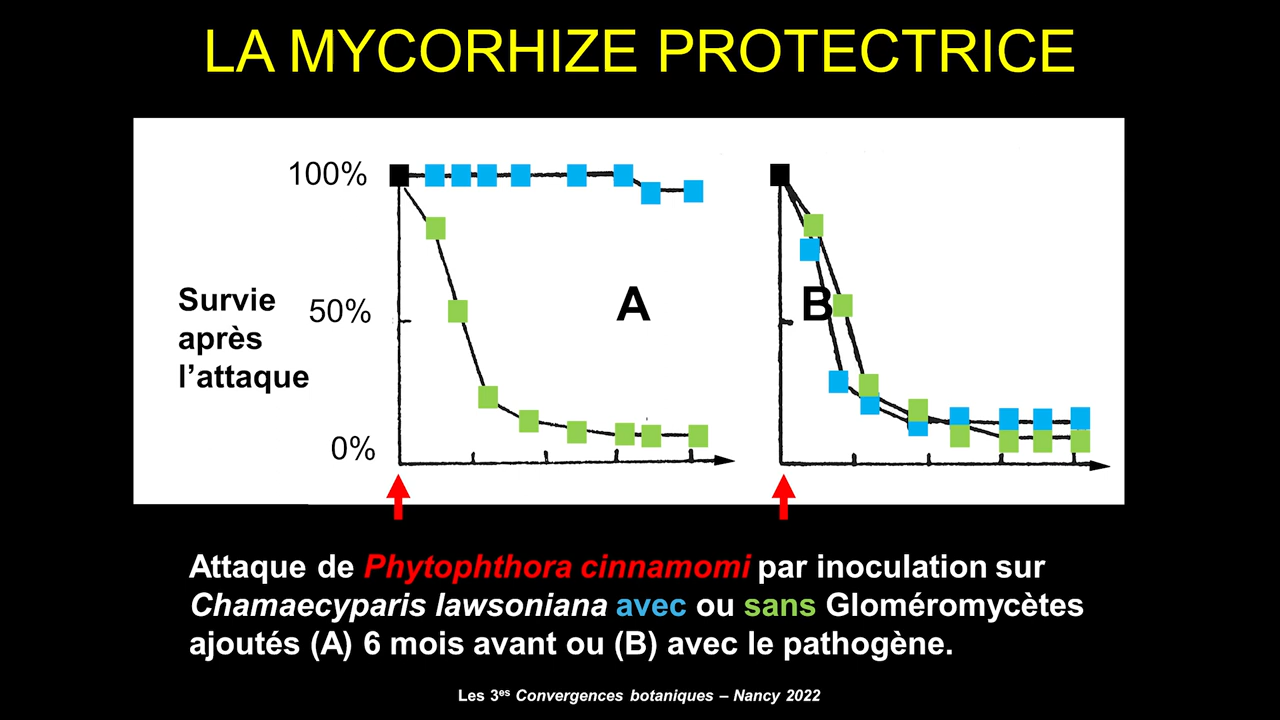 LA MYCORHIZE PROTECTRICE
100%
50%
0%
Survie
après
l’attaque
A
B
Attaque de Phytophthora cinnamomi par inoculation sur
Chamaecyparis lawsoniana avec ou sans Gloméromycètes
ajoutés (A) 6 mois avant ou (B) avec le pathogène.
Les 3es Convergences botaniques – Nancy 2022